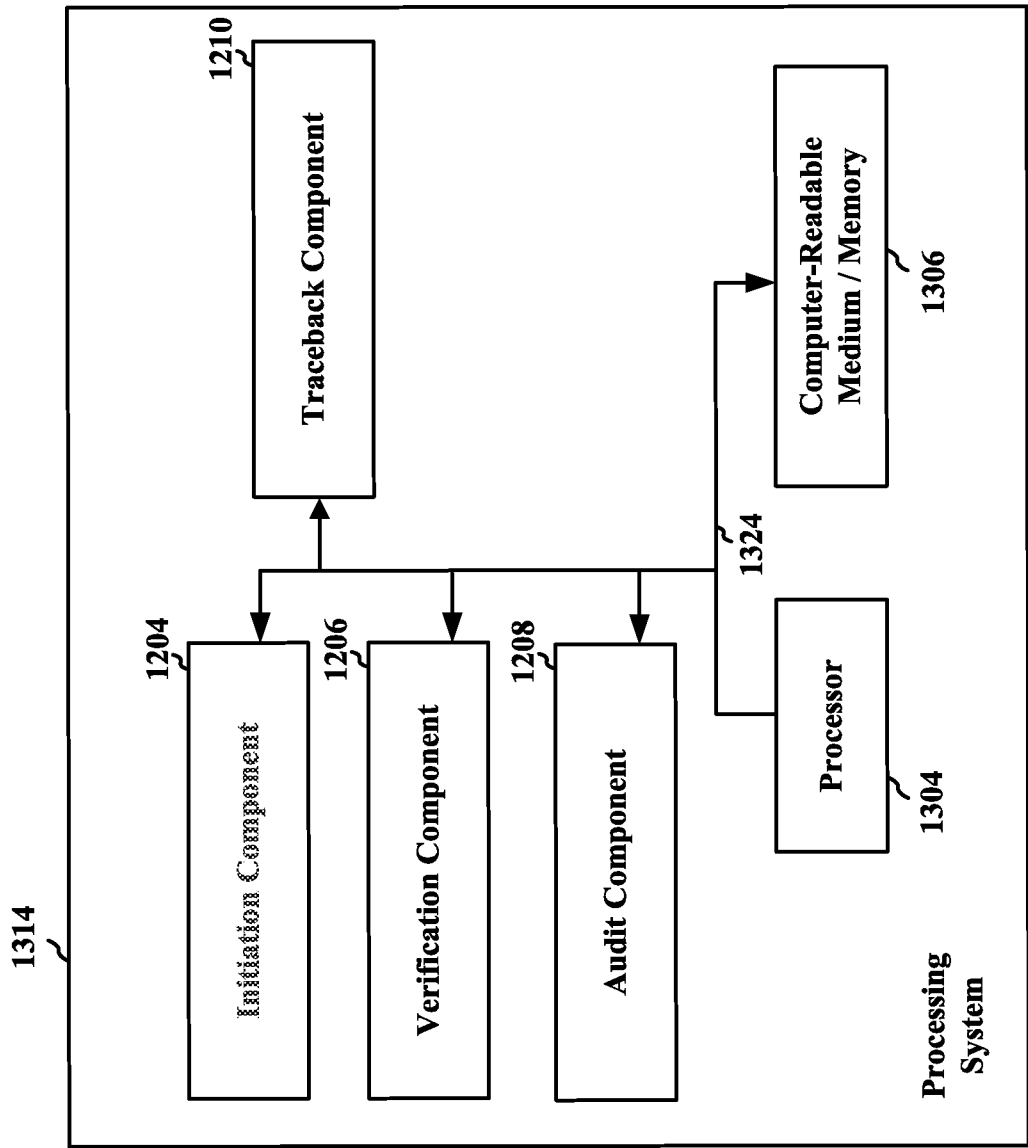 1314
1204
Initiation Component
1206
Verification Component
1208
Audit Component
1210
Traceback Component
1324
Processor
1304
Computer-Readable
Medium / Memory
1306
Processing
System